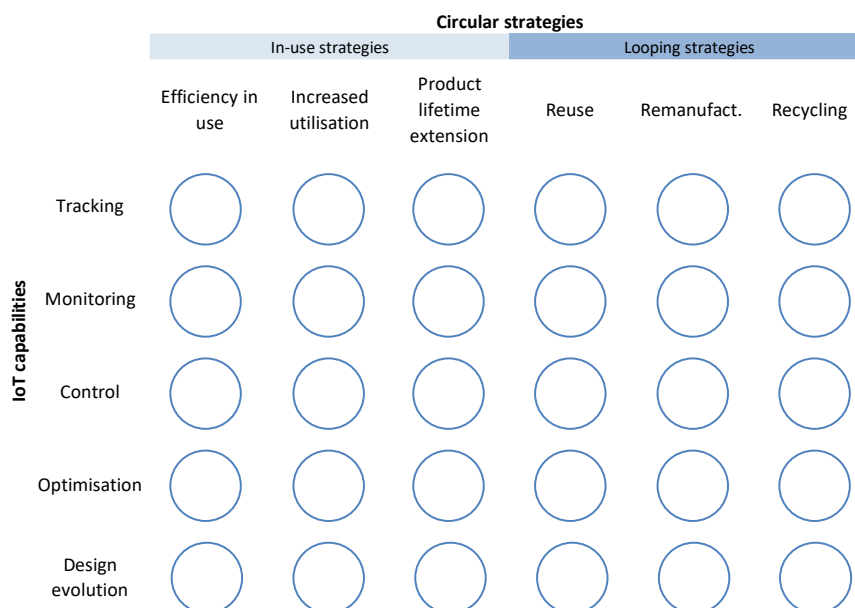 Circular strategies
In-use strategies
Looping strategies
Efficiency in
use
Increased
utilisation
Product
lifetime
extension
Reuse
Remanufact.
Recycling
IoT capabilities
Tracking
Monitoring
Control
Optimisation
Design
evolution